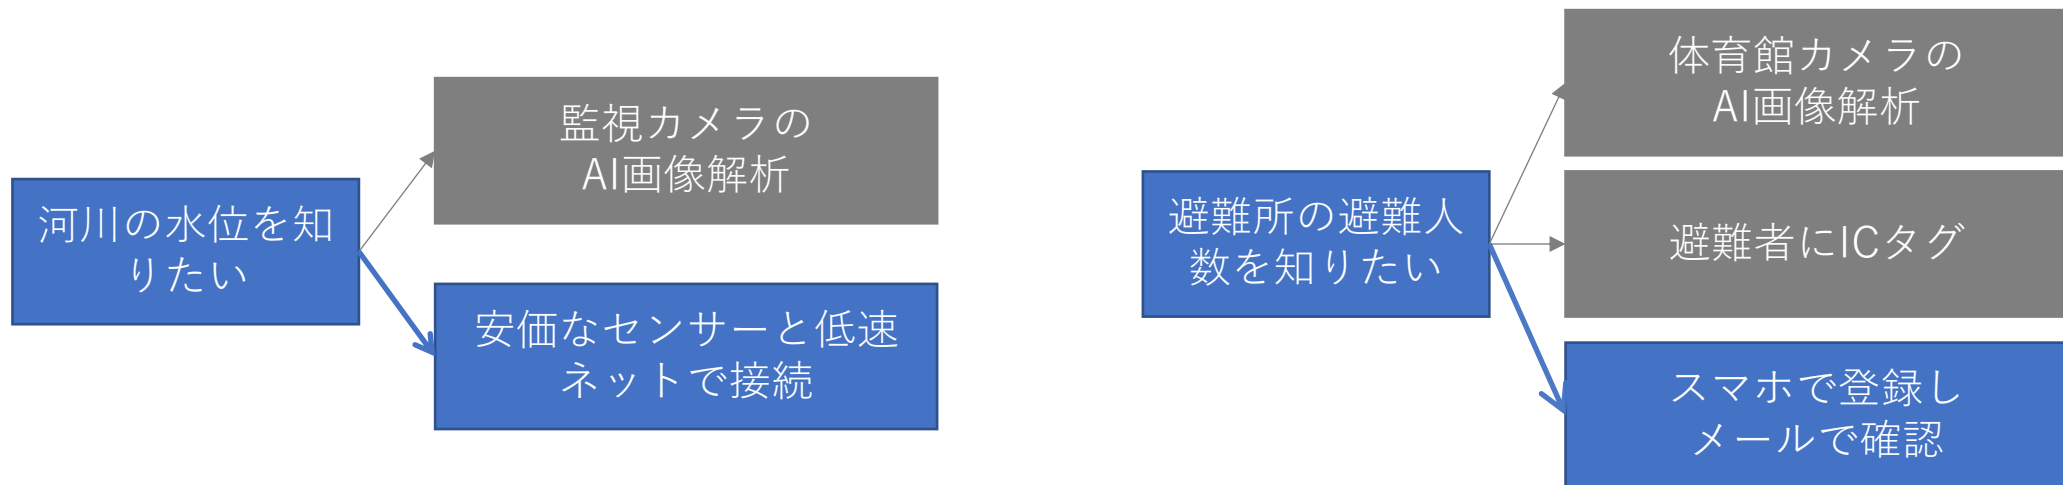 監視カメラの
AI画像解析
河川の水位を知
りたい
安価なセンサーと低速
ネットで接続
体育館カメラの
AI画像解析
避難所の避難人
数を知りたい
避難者にICタグ
スマホで登録し
メールで確認